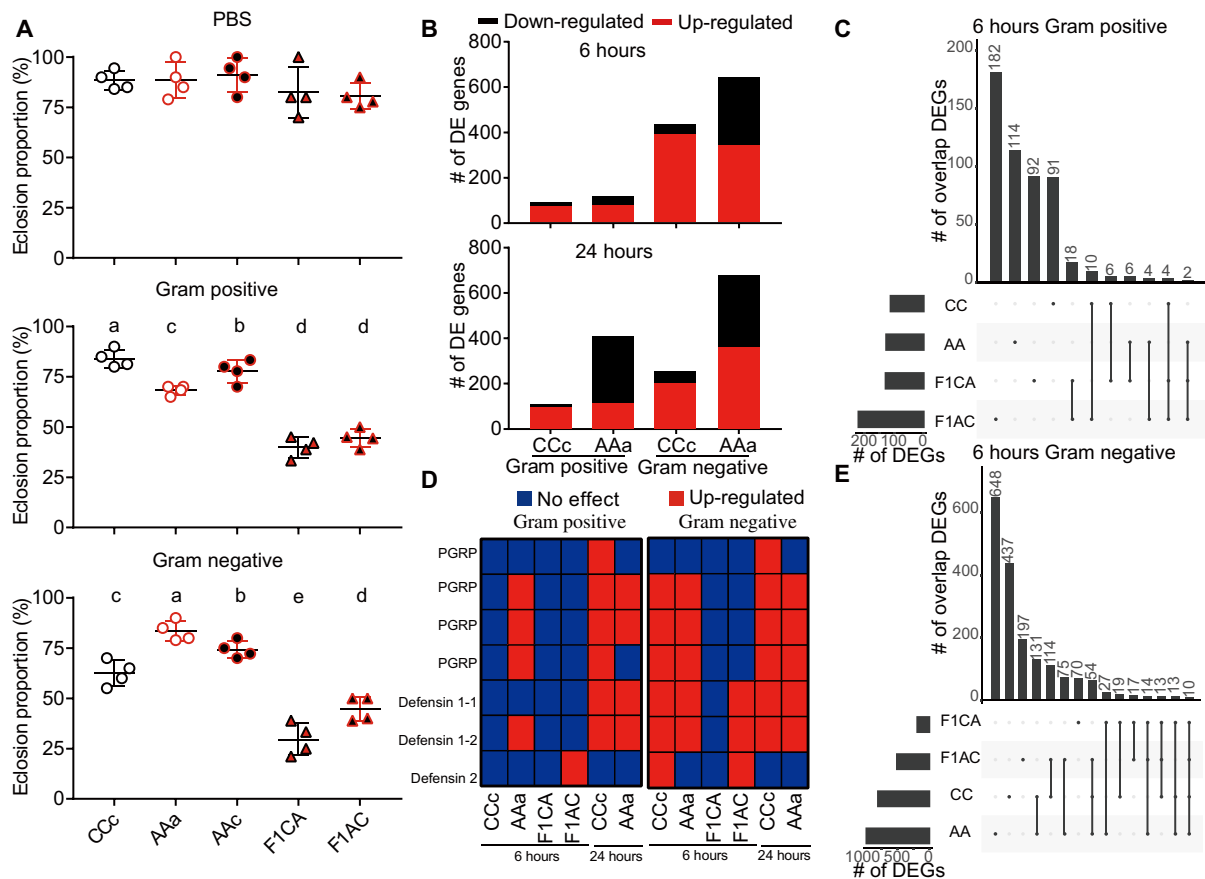 A
PBS
Eclosion proportion (%)
100
75
50
25
0
Gram positive
Eclosion proportion (%)
100
75
50
25
0
a c b d d
Gram negative
Eclosion proportion (%)
100
75
50
25
0
c a b e d
CCc AAa AAc F1CA F1AC
B
Down-regulated Up-regulated
6 hours
# of DE genes
800
600
400
200
0
24 hours
# of DE genes
800
600
400
200
0
CCc AAa CCc AAa
Gram positive Gram negative
C
6 hours Gram positive
# of overlap DEGs
200
150
100
50
0
182 114 92 91 18 10 6 6 4 4 2
CC
AA
F1CA
F1AC
200 100 0
# of DEGs
D
No effect Up-regulated
Gram positive Gram negative
PGRP
PGRP
PGRP
PGRP
Defensin 1-1
Defensin 1-2
Defensin 2
CCc AAa F1CA F1AC CCc AAa CCc AAa F1CA F1AC CCc AAa
6 hours 24 hours 6 hours 24 hours
E
6 hours Gram negative
# of overlap DEGs
600
400
200
0
648 437 197 131 114 75 70 54 27 19 17 14 13 13 10
F1CA
F1AC
CC
AA
1000 500 0
# of DEGs